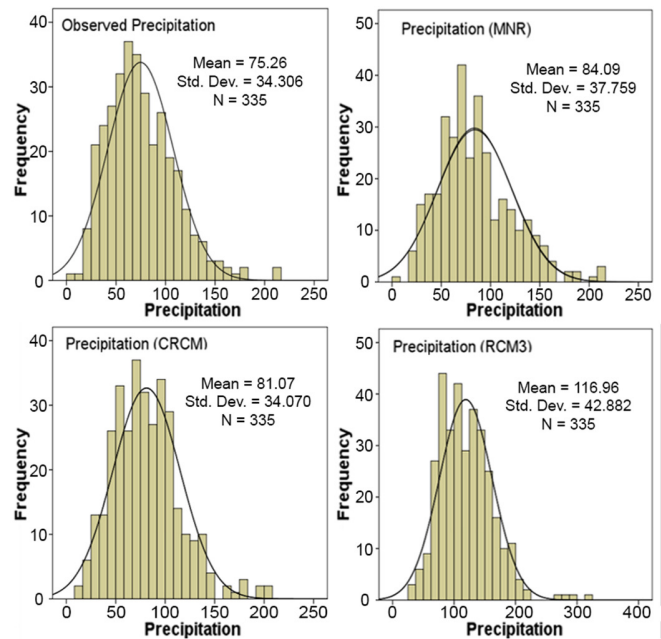 Observed Precipitation
Mean = 75.26
Std. Dev. = 34.306
N = 335
Frequency
40
30
20
10
0
0 50 100 150 200 250
Precipitation
Precipitation (MNR)
Mean = 84.09
Std. Dev. = 37.759
N = 335
Frequency
50
40
30
20
10
0
0 50 100 150 200 250
Precipitation
Precipitation (CRCM)
Mean = 81.07
Std. Dev. = 34.070
N = 335
Frequency
40
30
20
10
0
0 50 100 150 200 250
Precipitation
Precipitation (RCM3)
Mean = 116.96
Std. Dev. = 42.882
N = 335
Frequency
50
40
30
20
10
0
0 100 200 300 400
Precipitation